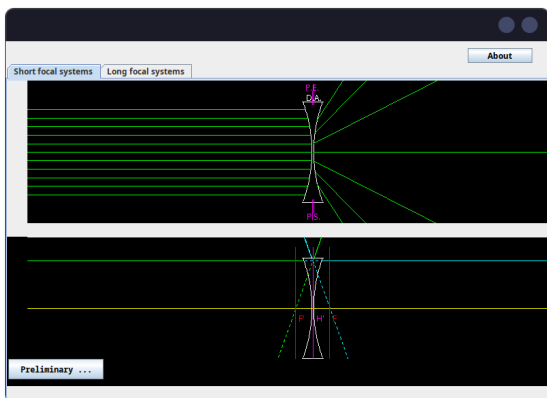 About
Short focal systems
Long focal systems
P.E.
D.A.
P.S.
F' H' F
Preliminary ...